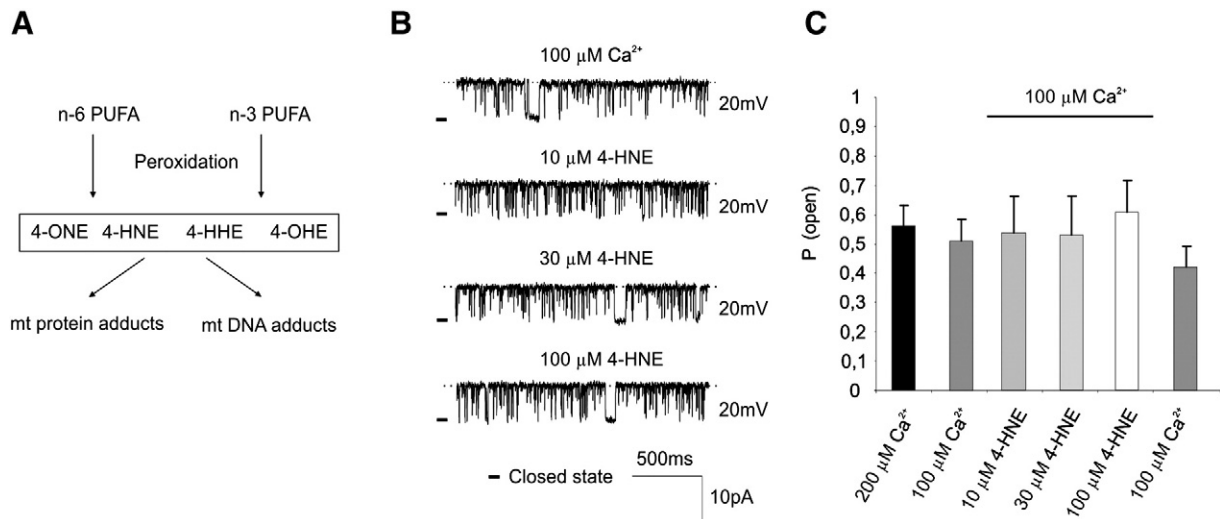 A
n-6 PUFA n-3 PUFA
Peroxidation
4-ONE 4-HNE 4-HHE 4-OHE
mt protein adducts mt DNA adducts
B
100 µM Ca²⁺
20mV
10 µM 4-HNE
20mV
30 µM 4-HNE
20mV
100 µM 4-HNE
20mV
500ms
Closed state
10pA
C
100 µM Ca²⁺
P (open)
1
0,9
0,8
0,7
0,6
0,5
0,4
0,3
0,2
0,1
0
200 µM Ca²⁺
100 µM Ca²⁺
10 µM 4-HNE
30 µM 4-HNE
100 µM 4-HNE
100 µM Ca²⁺